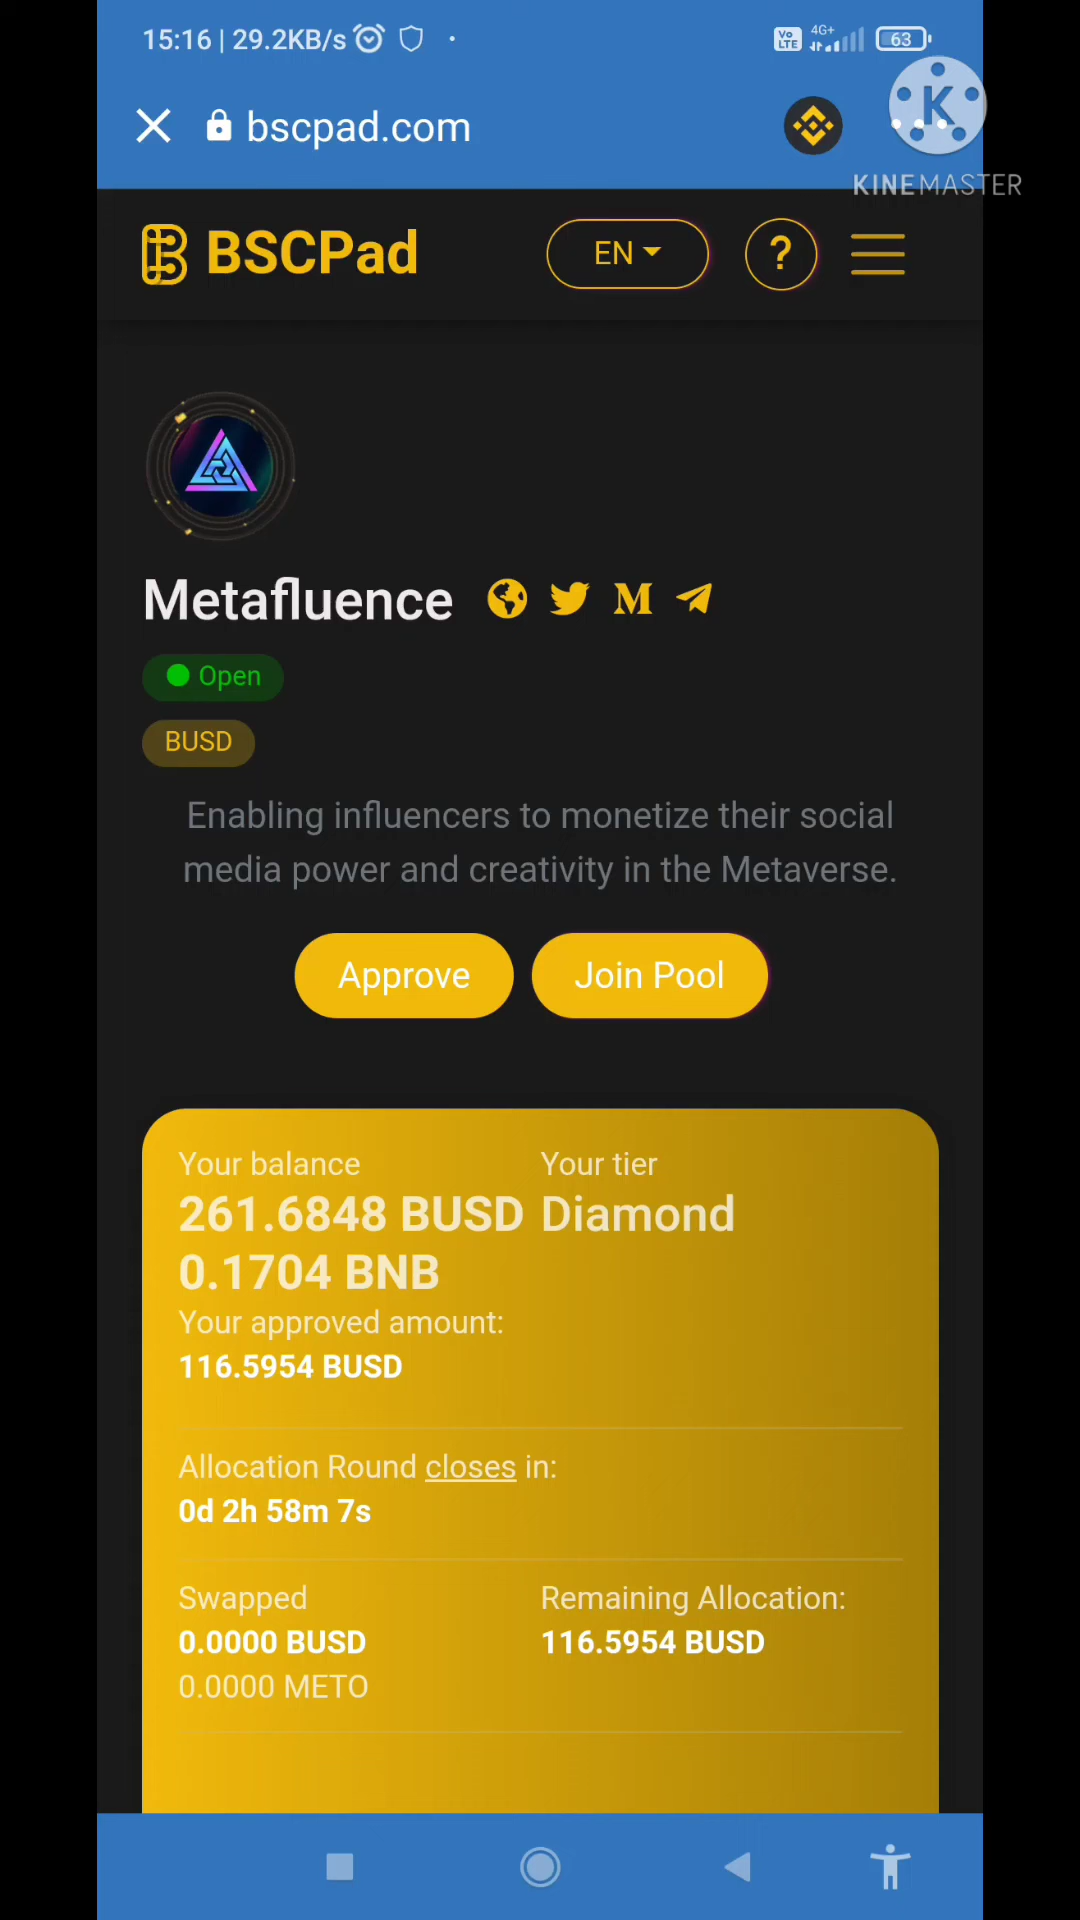 15:16 | 29.2KB/s
Vo LTE 4G+ 63
bscpad.com
K
KINEMASTER
BSCPad
EN
?
Metafluence M
Open
BUSD
Enabling influencers to monetize their social
media power and creativity in the Metaverse.
Approve Join Pool
Your balance Your tier
261.6848 BUSD Diamond
0.1704 BNB
Your approved amount:
116.5954 BUSD
Allocation Round closes in:
0d 2h 58m 7s
Swapped Remaining Allocation:
0.0000 BUSD 116.5954 BUSD
0.0000 METO